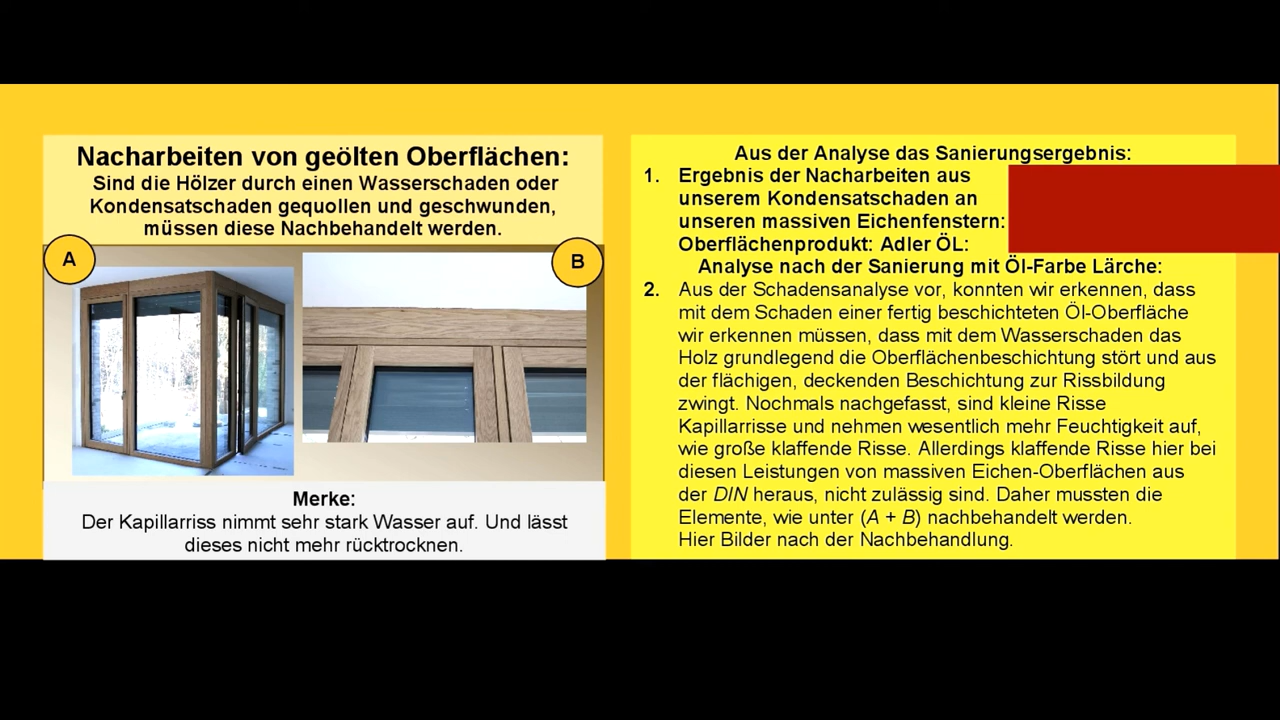 Nacharbeiten von geölten Oberflächen:
Sind die Hölzer durch einen Wasserschaden oder
Kondensatschaden gequollen und geschwunden,
müssen diese Nachbehandelt werden.
A
B
Merke:
Der Kapillarriss nimmt sehr stark Wasser auf. Und lässt
dieses nicht mehr rücktrocknen.
Aus der Analyse das Sanierungsergebnis:
1. Ergebnis der Nacharbeiten aus
unserem Kondensatschaden an
unseren massiven Eichenfenstern:
Oberflächenprodukt: Adler ÖL:
Analyse nach der Sanierung mit Öl-Farbe Lärche:
2. Aus der Schadensanalyse vor, konnten wir erkennen, dass
mit dem Schaden einer fertig beschichteten Öl-Oberfläche
wir erkennen müssen, dass mit dem Wasserschaden das
Holz grundlegend die Oberflächenbeschichtung stört und aus
der flächigen, deckenden Beschichtung zur Rissbildung
zwingt. Nochmals nachgefasst, sind kleine Risse
Kapillarrisse und nehmen wesentlich mehr Feuchtigkeit auf,
wie große klaffende Risse. Allerdings klaffende Risse hier bei
diesen Leistungen von massiven Eichen-Oberflächen aus
der DIN heraus, nicht zulässig sind. Daher mussten die
Elemente, wie unter (A + B) nachbehandelt werden.
Hier Bilder nach der Nachbehandlung.